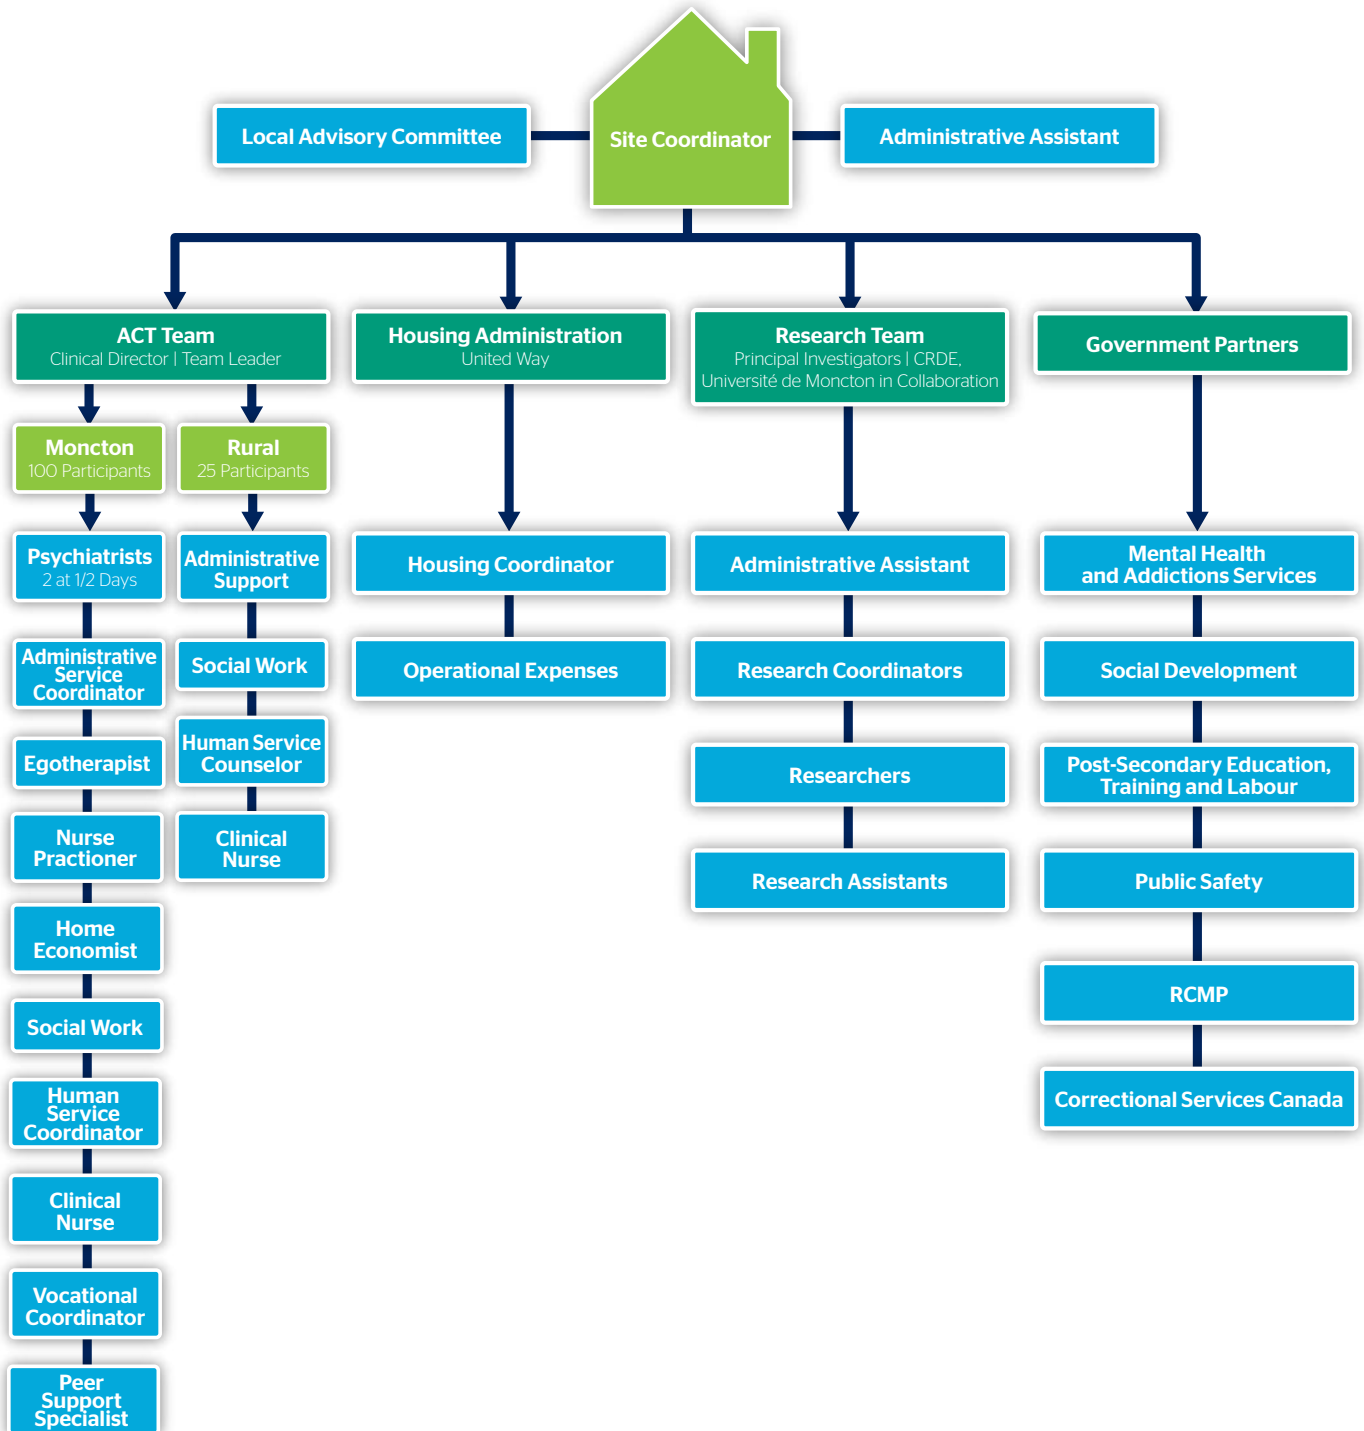 Local Advisory Committee
Site Coordinator
Administrative Assistant
ACT Team
Clinical Director | Team Leader
Housing Administration
United Way
Research Team
Principal Investigators | CRDE,
Université de Moncton in Collaboration
Government Partners
Moncton
100 Participants
Rural
25 Participants
Psychiatrists
2 at 1/2 Days
Administrative
Service
Coordinator
Egotherapist
Nurse
Practioner
Home
Economist
Social Work
Human
Service
Coordinator
Clinical
Nurse
Vocational
Coordinator
Peer
Support
Specialist
Administrative
Support
Social Work
Human Service
Counselor
Clinical
Nurse
Housing Coordinator
Operational Expenses
Administrative Assistant
Research Coordinators
Researchers
Research Assistants
Mental Health
and Addictions Services
Social Development
Post-Secondary Education,
Training and Labour
Public Safety
RCMP
Correctional Services Canada